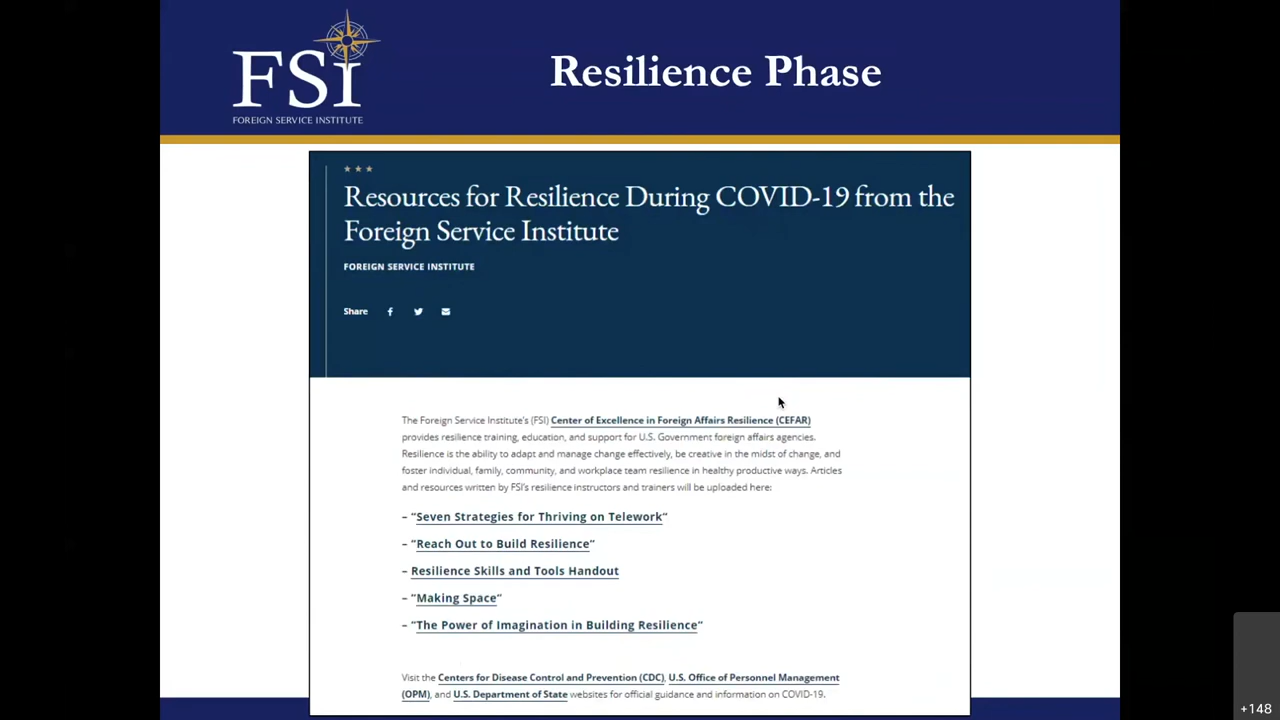 FSI
FOREIGN SERVICE INSTITUTE
Resilience Phase
Resources for Resilience During COVID-19 from the
Foreign Service Institute
FOREIGN SERVICE INSTITUTE
Share
The Foreign Service Institute's (FSI) Center of Excellence in Foreign Affairs Resilience (CEFAR)
provides resilience training, education, and support for U.S. Government foreign affairs agencies.
Resilience is the ability to adapt and manage change effectively, be creative in the midst of change, and
foster individual, family, community, and workplace team resilience in healthy productive ways. Articles
and resources written by FSI's resilience instructors and trainers will be uploaded here:
– "Seven Strategies for Thriving on Telework"
– "Reach Out to Build Resilience"
– Resilience Skills and Tools Handout
– "Making Space"
– "The Power of Imagination in Building Resilience"
Visit the Centers for Disease Control and Prevention (CDC), U.S. Office of Personnel Management
(OPM), and U.S. Department of State websites for official guidance and information on COVID-19.
+148